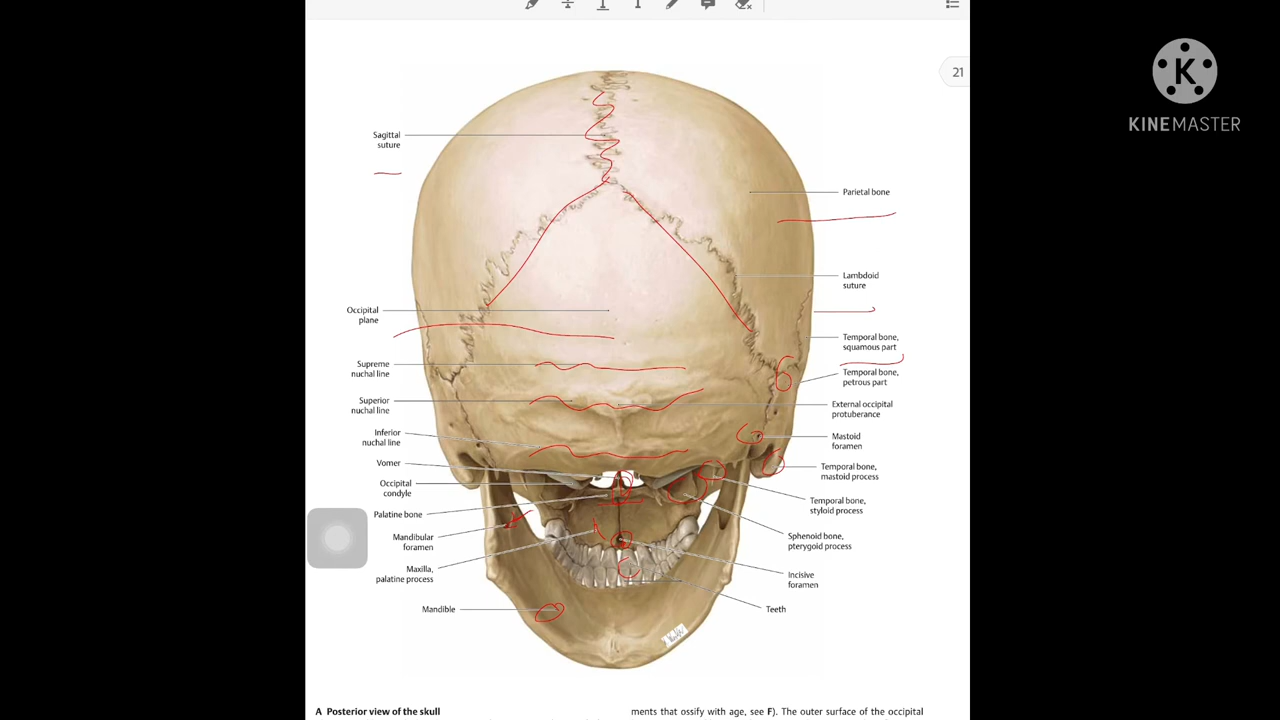 21
K
KINEMASTER
Sagittal
suture
Parietal bone
Lambdoid
suture
Occipital
plane
Temporal bone,
squamous part
Supreme
nuchal line
Temporal bone,
petrous part
Superior
nuchal line
External occipital
protuberance
Inferior
nuchal line
Mastoid
foramen
Vomer
Temporal bone,
mastoid process
Occipital
condyle
Temporal bone,
styloid process
Palatine bone
Mandibular
foramen
Sphenoid bone,
pterygoid process
Maxilla,
palatine process
Incisive
foramen
Mandible
Teeth
A Posterior view of the skull
ments that ossify with age, see F). The outer surface of the occipital